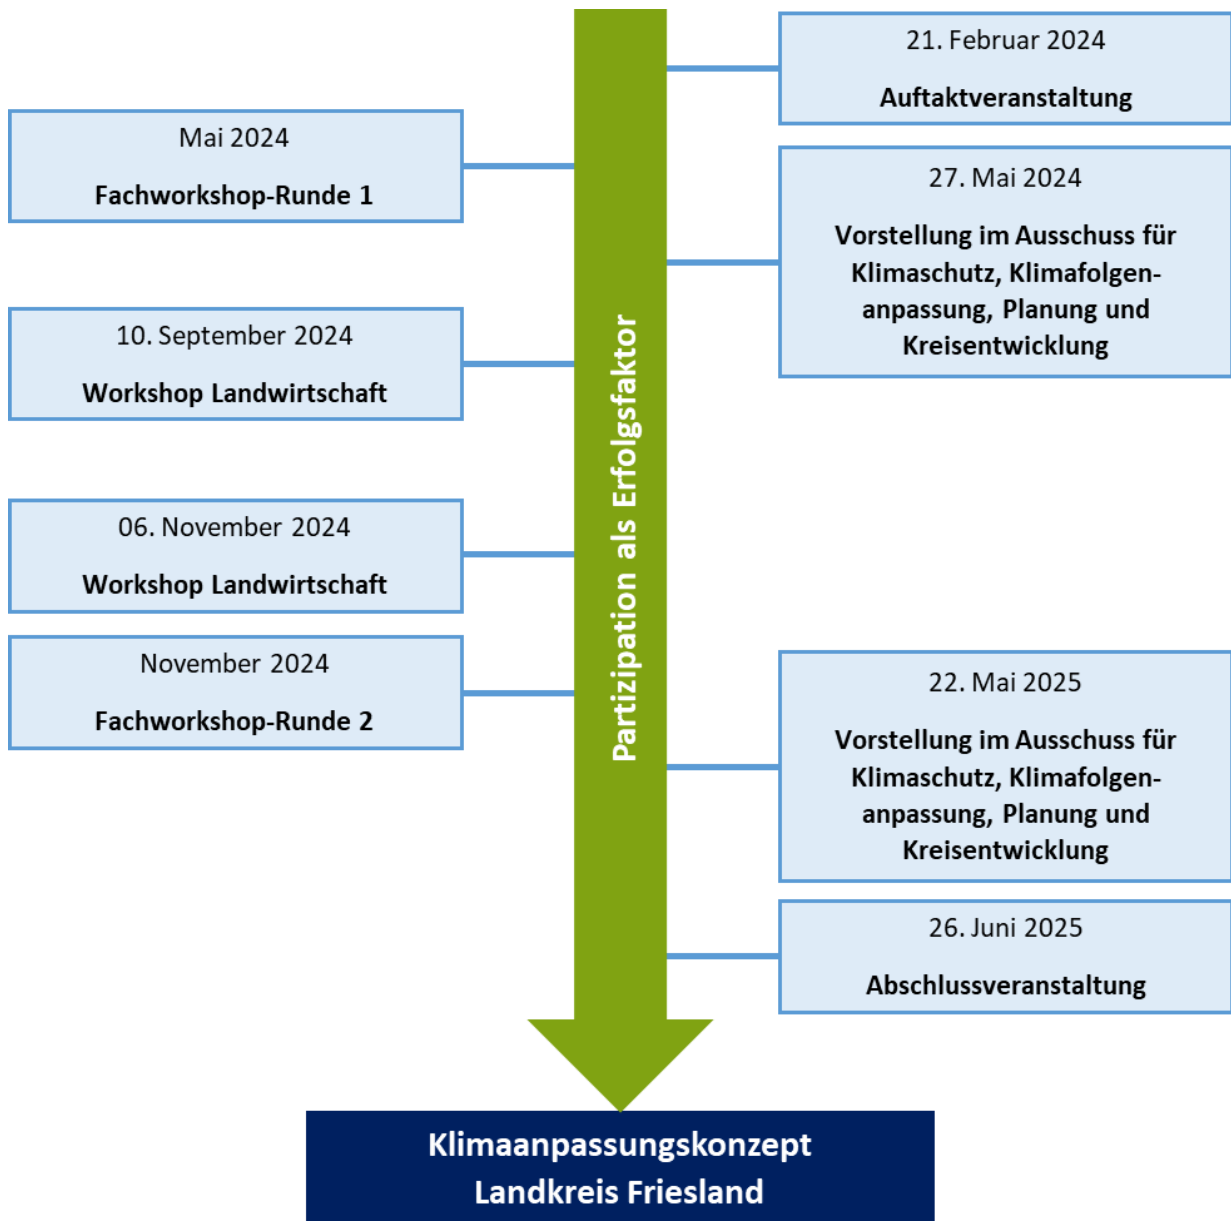 21. Februar 2024
Auftaktveranstaltung
Mai 2024
Fachworkshop-Runde 1
27. Mai 2024
Vorstellung im Ausschuss für
Klimaschutz, Klimafolgen-
anpassung, Planung und
Kreisentwicklung
10. September 2024
Workshop Landwirtschaft
Partizipation als Erfolgsfaktor
06. November 2024
Workshop Landwirtschaft
November 2024
Fachworkshop-Runde 2
22. Mai 2025
Vorstellung im Ausschuss für
Klimaschutz, Klimafolgen-
anpassung, Planung und
Kreisentwicklung
26. Juni 2025
Abschlussveranstaltung
Klimaanpassungskonzept
Landkreis Friesland